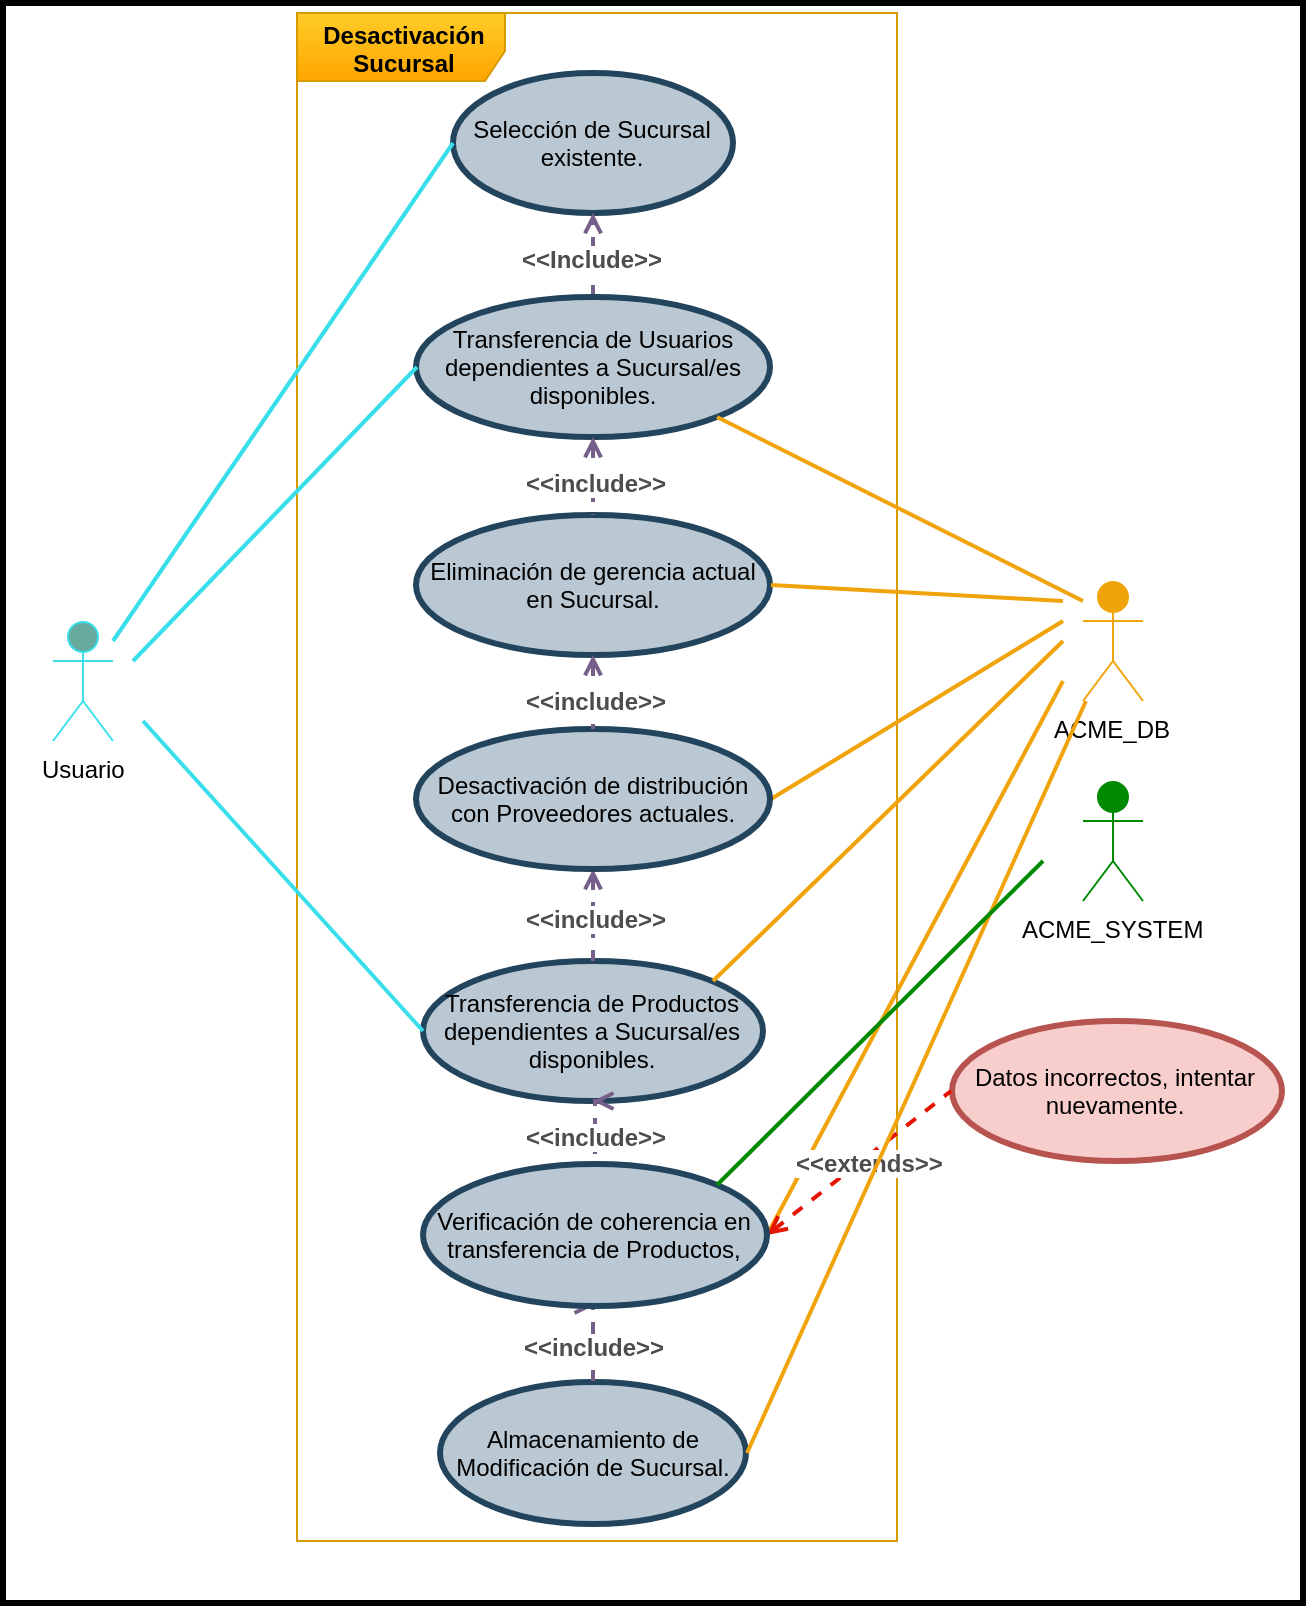 Desactivación
Sucursal
Selección de Sucursal
existente.
<<Include>>
Transferencia de Usuarios
dependientes a Sucursal/es
disponibles.
<<include>>
Eliminación de gerencia actual
en Sucursal.
<<include>>
Desactivación de distribución
con Proveedores actuales.
<<include>>
Transferencia de Productos
dependientes a Sucursal/es
disponibles.
<<include>>
Verificación de coherencia en
transferencia de Productos,
<<include>>
Almacenamiento de
Modificación de Sucursal.
Usuario
ACME_DB
ACME_SYSTEM
Datos incorrectos, intentar
nuevamente.
<<extends>>